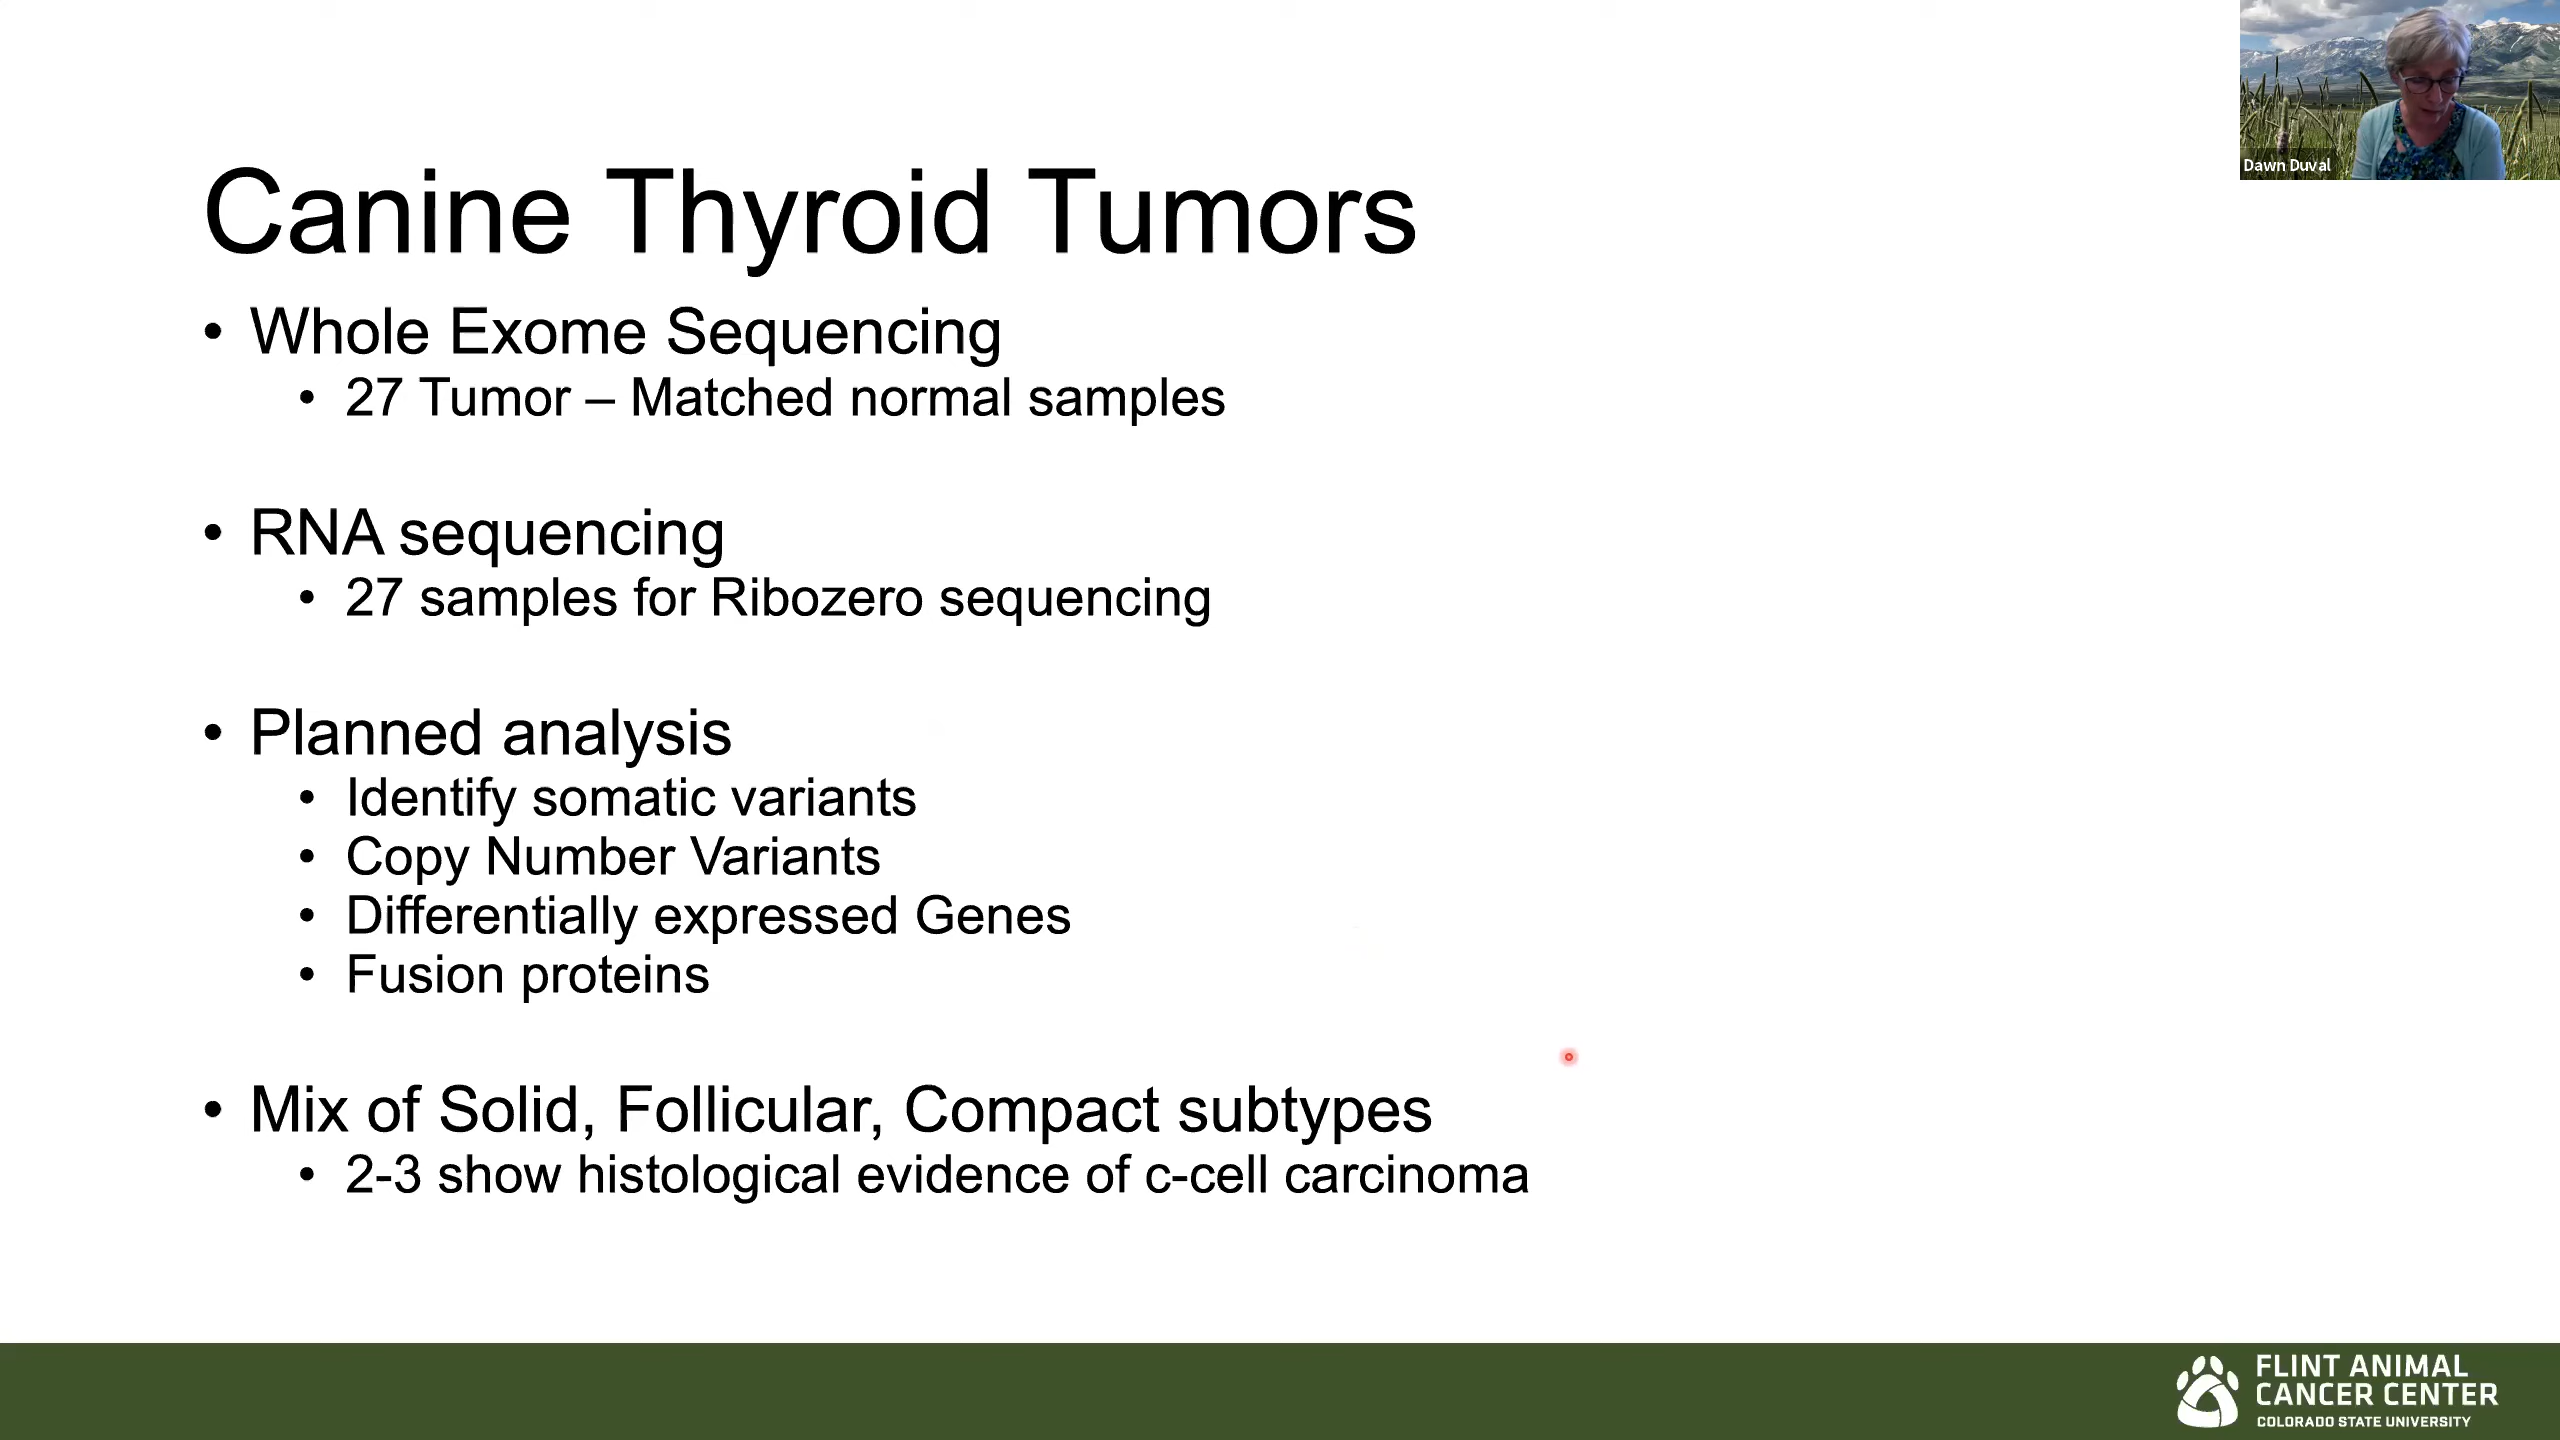 Dawn Duval
Canine Thyroid Tumors
• Whole Exome Sequencing
• 27 Tumor – Matched normal samples
• RNA sequencing
• 27 samples for Ribozero sequencing
• Planned analysis
• Identify somatic variants
• Copy Number Variants
• Differentially expressed Genes
• Fusion proteins
• Mix of Solid, Follicular, Compact subtypes
• 2-3 show histological evidence of c-cell carcinoma
FLINT ANIMAL
CANCER CENTER
COLORADO STATE UNIVERSITY